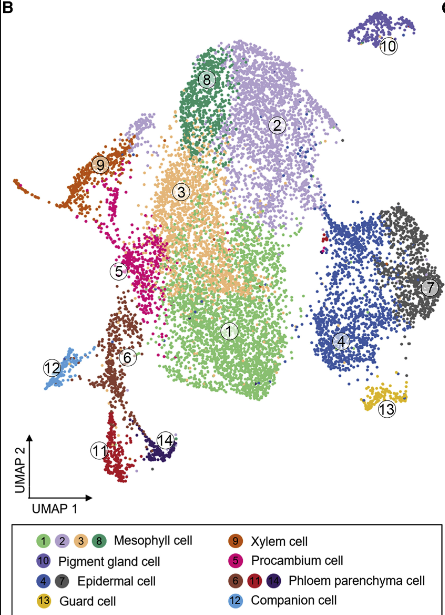 B
10
8
2
9
3
5
7
1
4
6
12
13
14
11
UMAP 2
UMAP 1
1 2 3 8 Mesophyll cell
9 Xylem cell
10 Pigment gland cell
5 Procambium cell
4 7 Epidermal cell
6 11 14 Phloem parenchyma cell
13 Guard cell
12 Companion cell